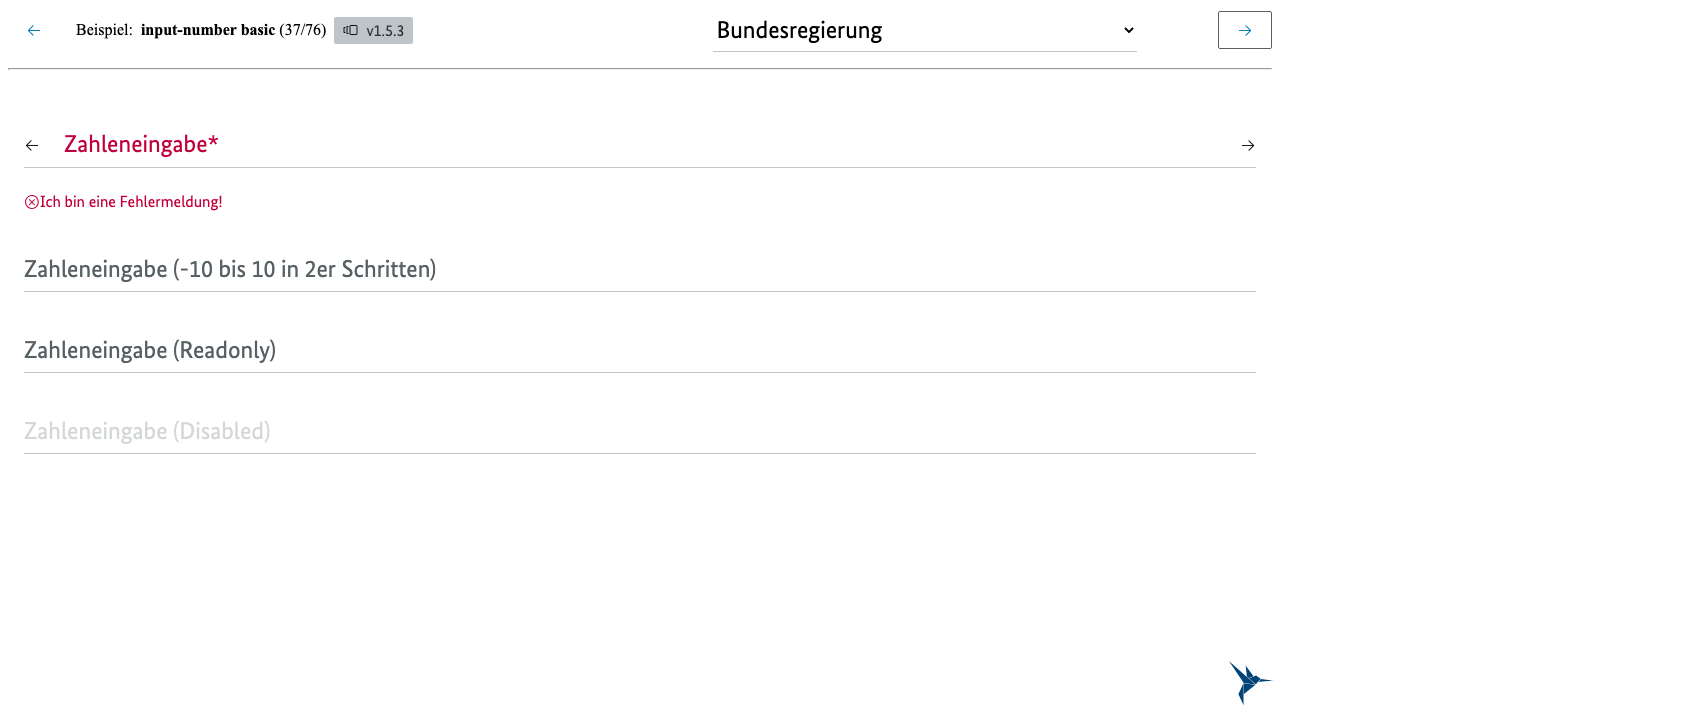 Beispiel: input-number basic (37/76) v1.5.3 Bundesregierung
Zahleneingabe*
Ich bin eine Fehlermeldung!
Zahleneingabe (-10 bis 10 in 2er Schritten)
Zahleneingabe (Readonly)
Zahleneingabe (Disabled)